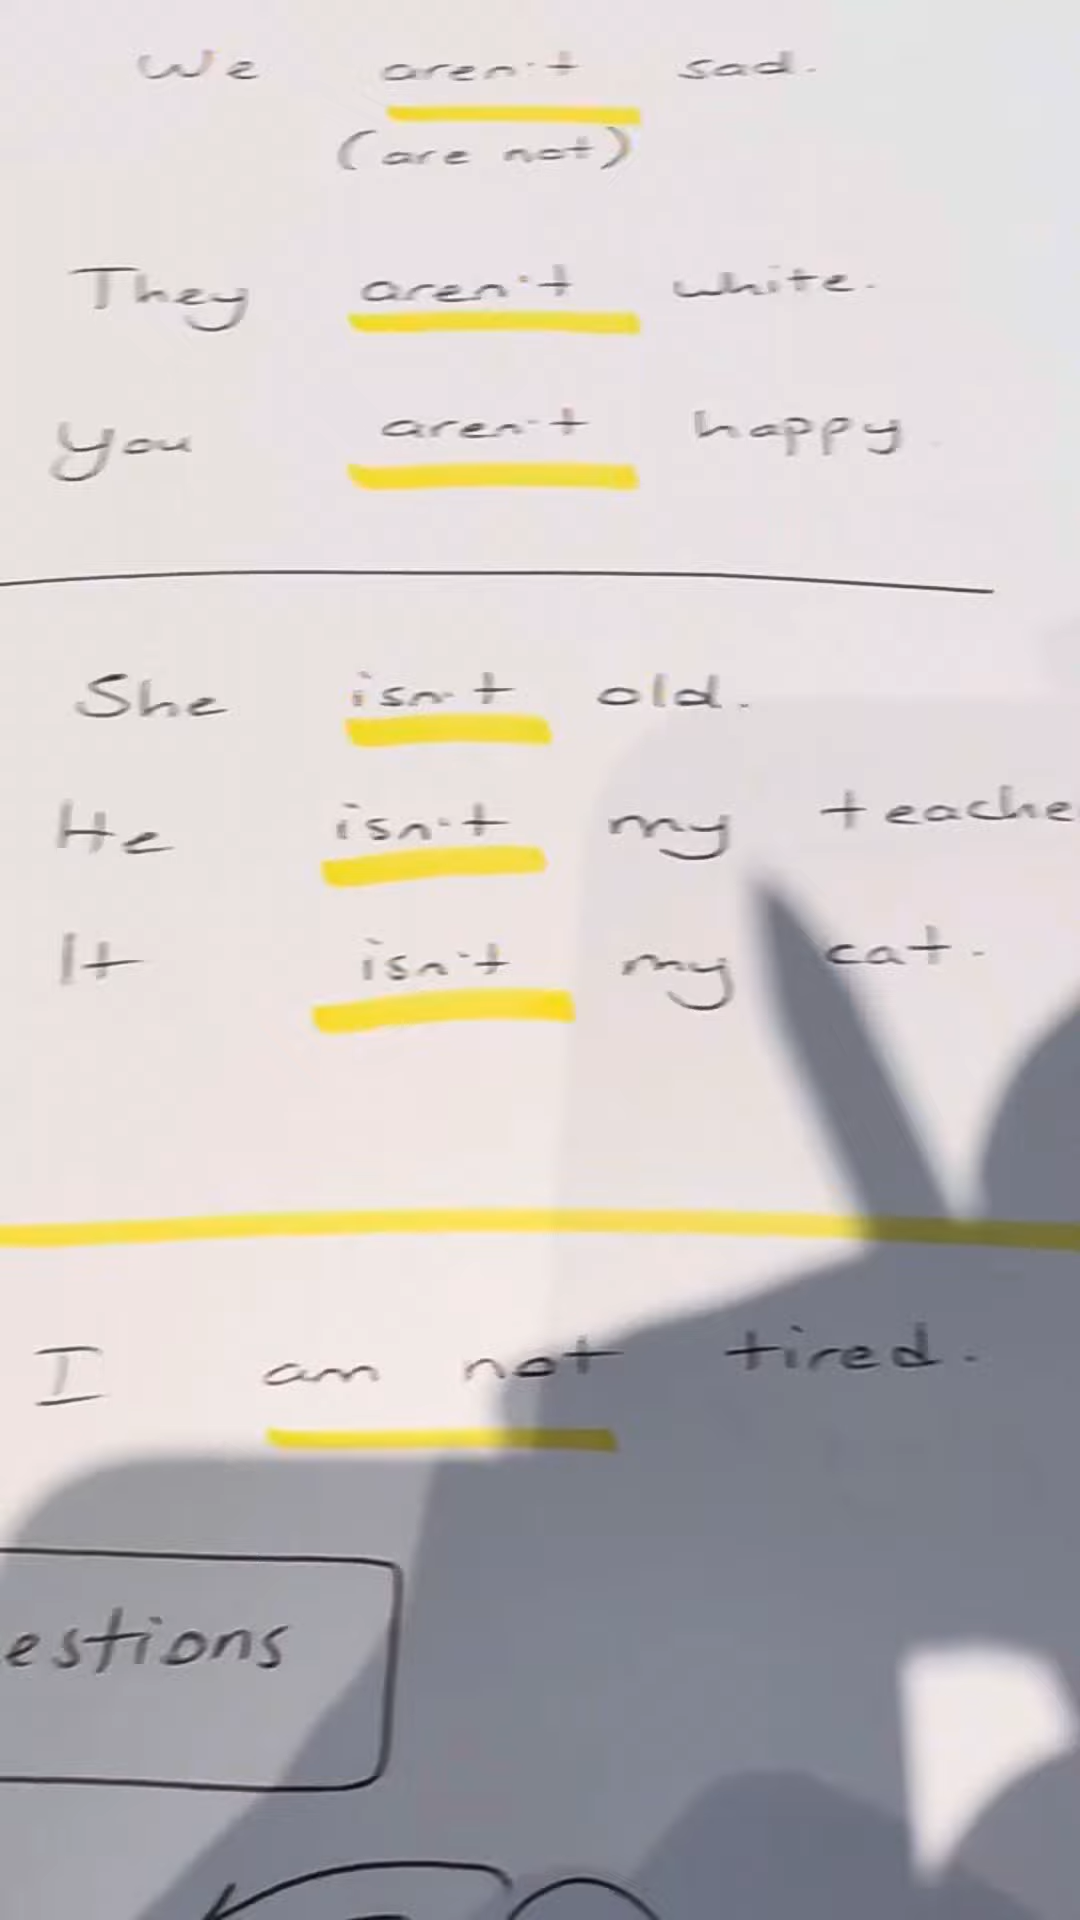 We aren't sad.
(are not)
They aren't white.
you aren't happy.
She isn't old.
He isn't my teache
It isn't my cat.
I am not tired.
estions